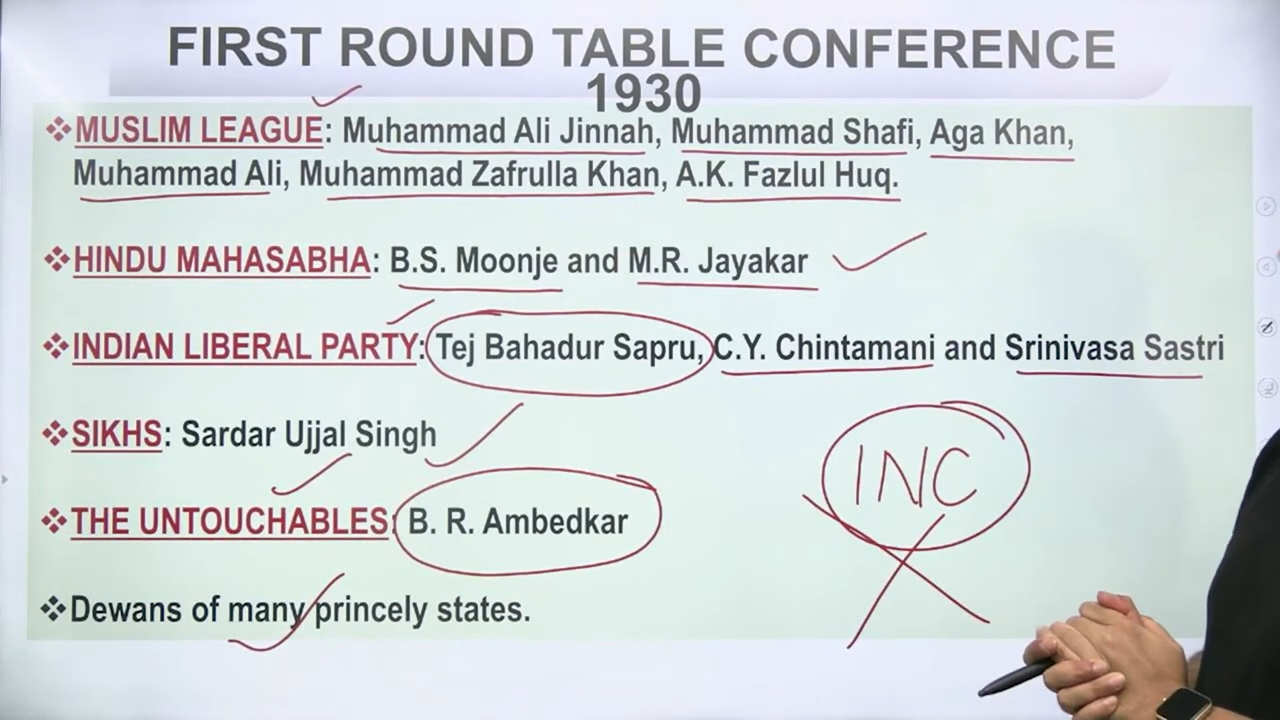 FIRST ROUND TABLE CONFERENCE
1930
❖MUSLIM LEAGUE: Muhammad Ali Jinnah, Muhammad Shafi, Aga Khan,
Muhammad Ali, Muhammad Zafrulla Khan, A.K. Fazlul Huq.
❖HINDU MAHASABHA: B.S. Moonje and M.R. Jayakar
❖INDIAN LIBERAL PARTY: Tej Bahadur Sapru, C.Y. Chintamani and Srinivasa Sastri
❖SIKHS: Sardar Ujjal Singh
INC
❖THE UNTOUCHABLES: B. R. Ambedkar
❖Dewans of many princely states.